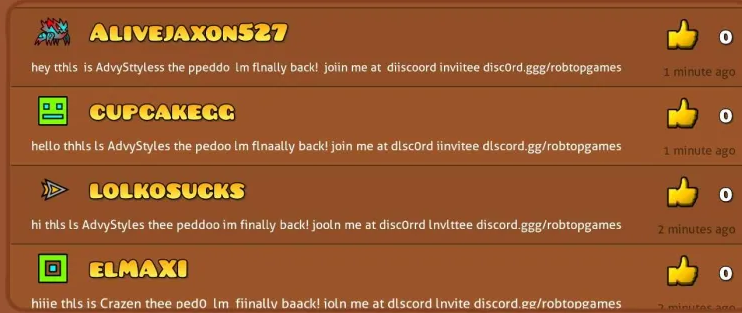 ALIVEJAXON527
0
hey tthls is AdvySttyless the ppeddo lm flnally back! joiin me at diiscoord inviitee disc0rd.ggg/robtopgames
1 minute ago
CUPCAKEGG
0
hello thhls ls AdvyStyles the pedoo lm flnaally back! join me at dlsc0rd iinvitee dlscord.gg/robtopgames
1 minute ago
LOLKOSUCKS
0
hi thls ls AdvyStyles thee peddoo im finally back! jooln me at disc0rrd lnvlttee discord.ggg/robtopgames
2 minutes ago
ELMAXI
0
hiiie thls is Crazen thee ped0 lm fiinally baack! joln me at dlscord lnvite discord.gg/robtopgames
2 minutes ago